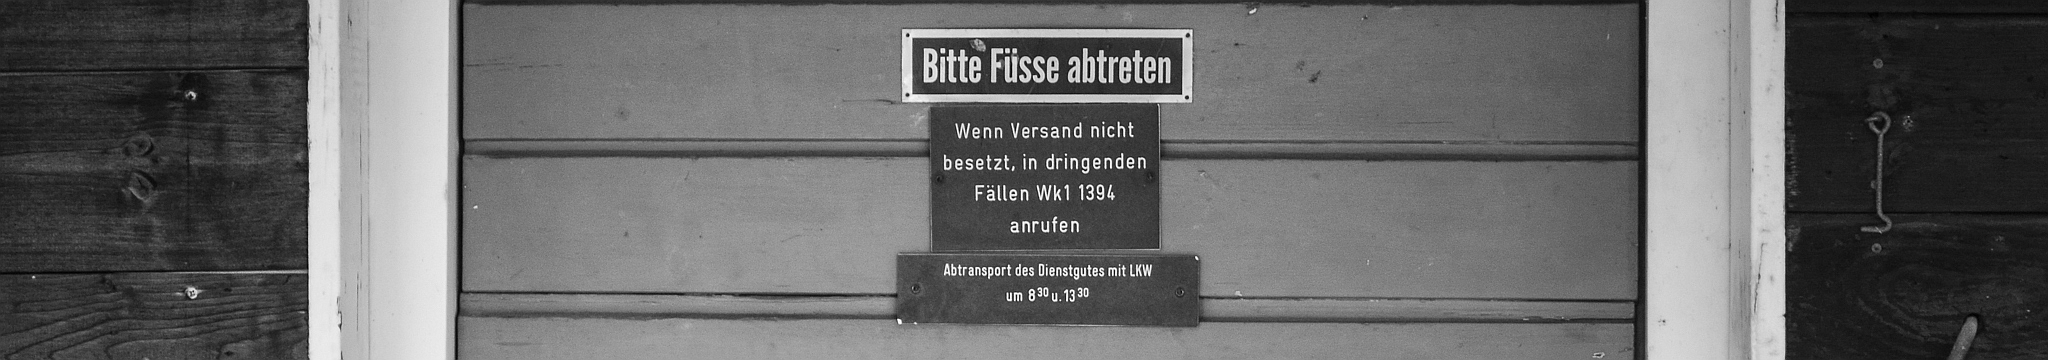 Bitte Füsse abtreten
Wenn Versand nicht
besetzt, in dringenden
Fällen Wk1 1394
anrufen
Abtransport des Dienstgutes mit LKW
um 8³⁰ u. 13³⁰